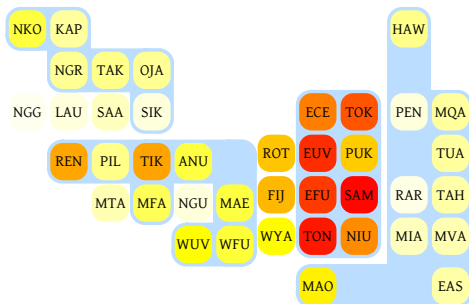 NKO KAP HAW
NGR TAK OJA
NGG LAU SAA SIK ECE TOK PEN MQA
REN PIL TIK ANU ROT EUV PUK TUA
MTA MFA NGU MAE FIJ EFU SAM RAR TAH
WUV WFU WYA TON NIU MIA MVA
MAO EAS